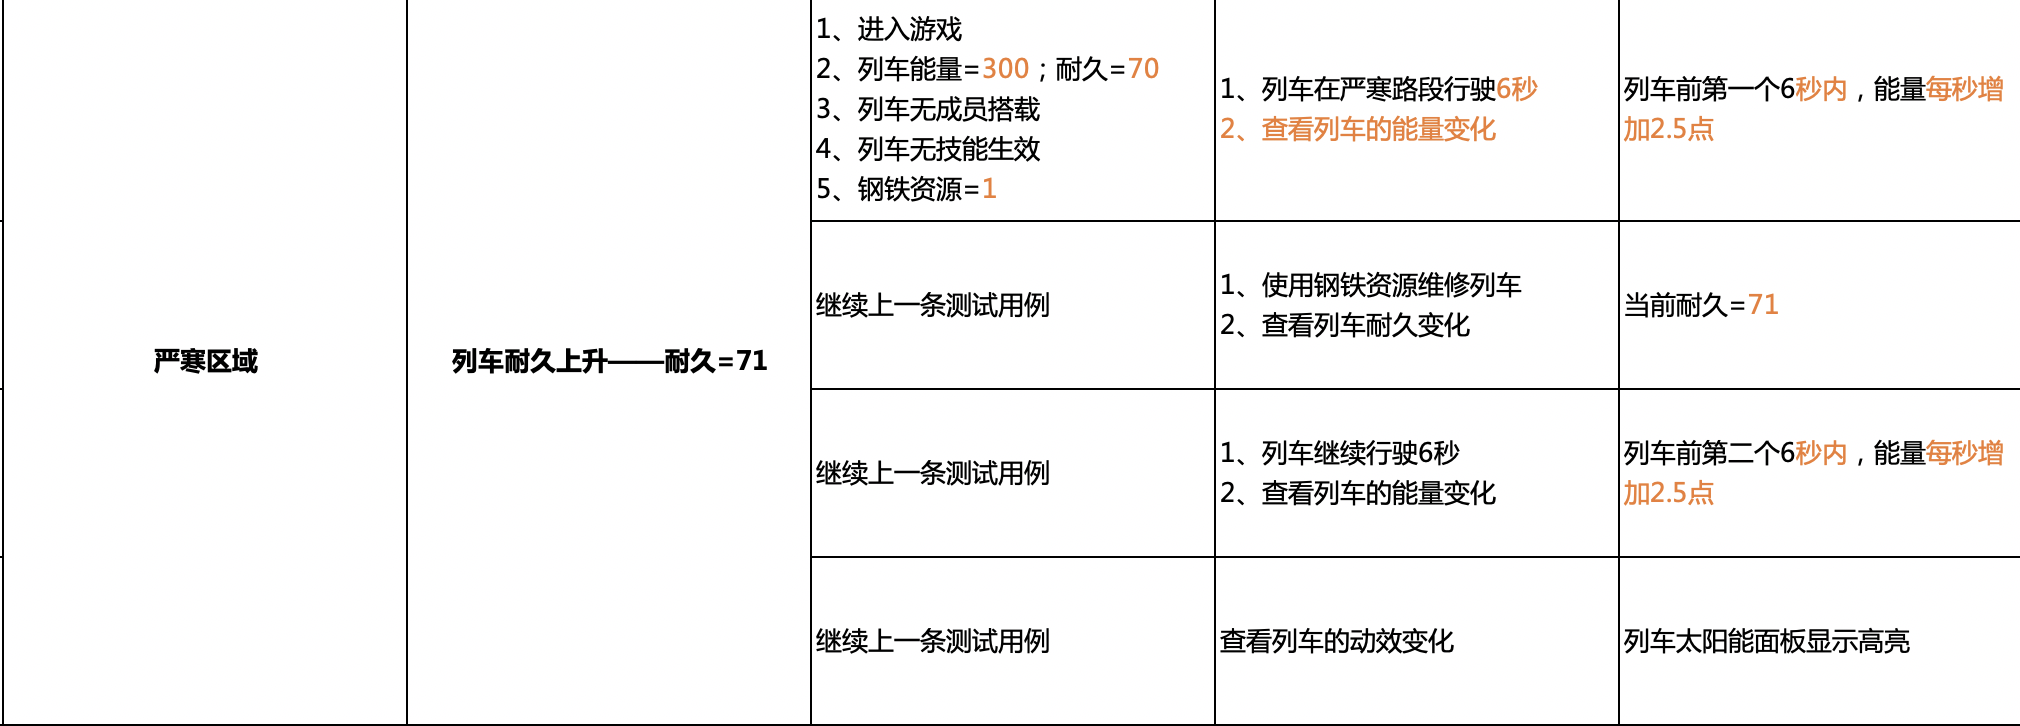 严寒区域
列车耐久上升——耐久=71
1、进入游戏
2、列车能量=300；耐久=70
3、列车无成员搭载
4、列车无技能生效
5、钢铁资源=1
1、列车在严寒路段行驶6秒
2、查看列车的能量变化
列车前第一个6秒内，能量每秒增
加2.5点
继续上一条测试用例
1、使用钢铁资源维修列车
2、查看列车耐久变化
当前耐久=71
继续上一条测试用例
1、列车继续行驶6秒
2、查看列车的能量变化
列车前第二个6秒内，能量每秒增
加2.5点
继续上一条测试用例
查看列车的动效变化
列车太阳能面板显示高亮